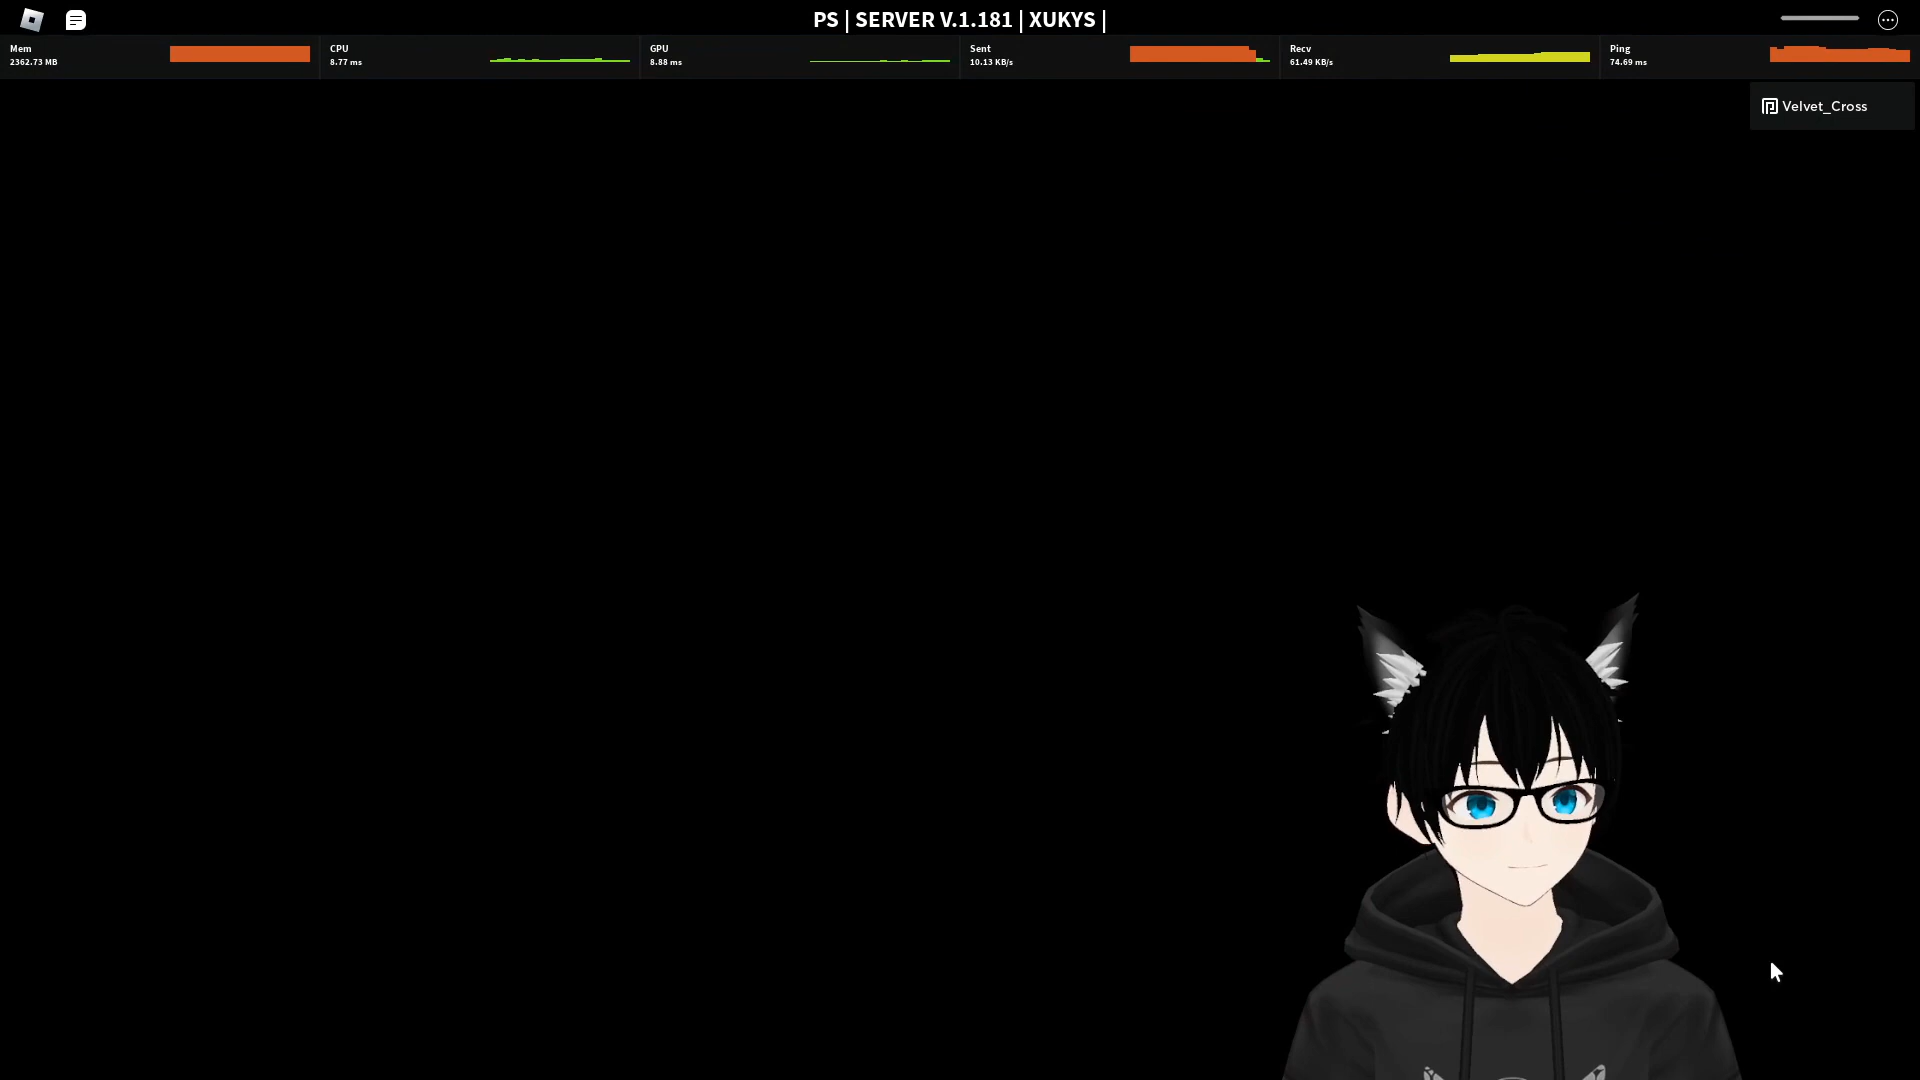 PS | SERVER V.1.181 | XUKYS |
Mem
2362.73 MB
CPU
8.77 ms
GPU
8.88 ms
Sent
10.13 KB/s
Recv
61.49 KB/s
Ping
74.69 ms
Velvet_Cross